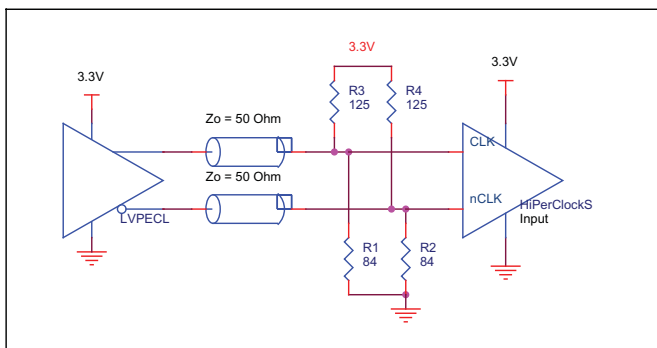 3.3V
3.3V
3.3V
R3
125
R4
125
Zo = 50 Ohm
CLK
Zo = 50 Ohm
nCLK
HiPerClockS
Input
LVPECL
R1
84
R2
84